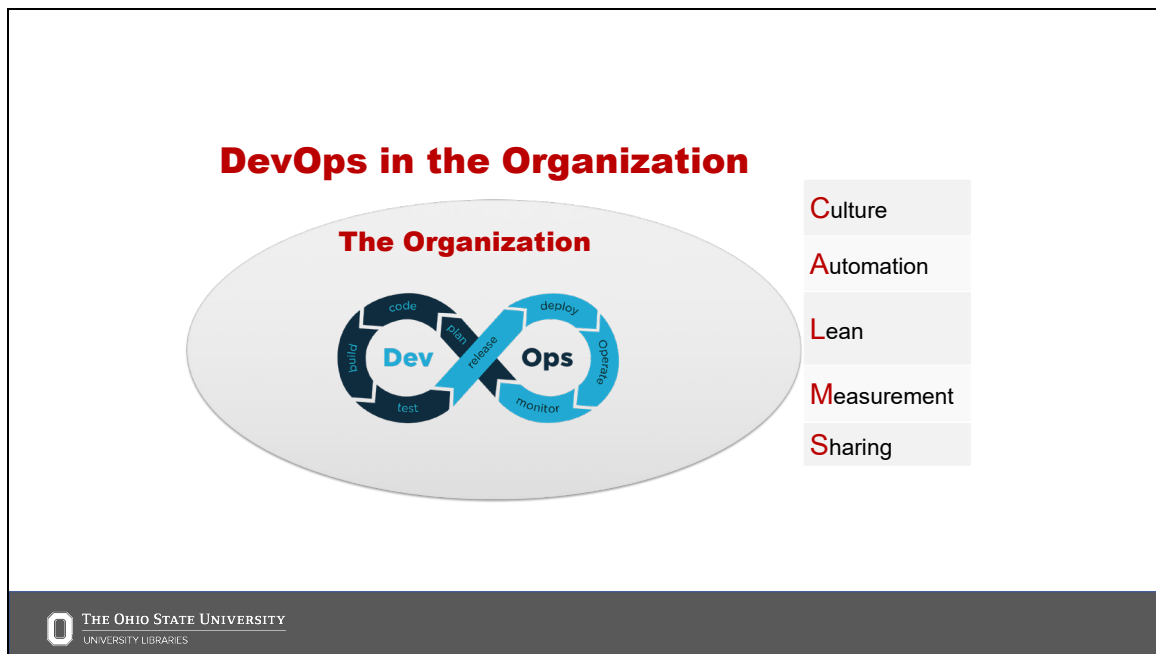 DevOps in the Organization
The Organization
code
plan
build
Dev
test
release
deploy
Ops
Operate
monitor
Culture
Automation
Lean
Measurement
Sharing
THE OHIO STATE UNIVERSITY
UNIVERSITY LIBRARIES